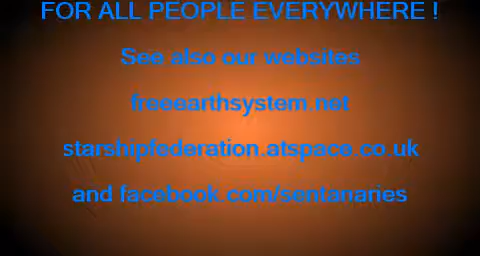 FOR ALL PEOPLE EVERYWHERE !
See also our websites
freeearthsystem.net
starshipfederation.atspace.co.uk
and facebook.com/sentanaries